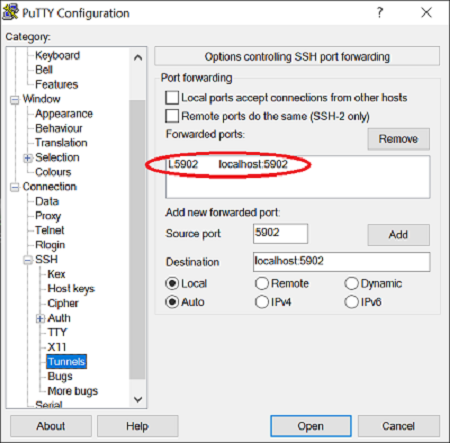 PuTTY Configuration
Category:
Keyboard
Bell
Features
Window
Appearance
Behaviour
Translation
Selection
Colours
Connection
Data
Proxy
Telnet
Rlogin
SSH
Kex
Host keys
Cipher
Auth
TTY
X11
Tunnels
Bugs
More bugs
Serial
Options controlling SSH port forwarding
Port forwarding
Local ports accept connections from other hosts
Remote ports do the same (SSH-2 only)
Forwarded ports: Remove
L5902 localhost:5902
Add new forwarded port:
Source port 5902 Add
Destination localhost:5902
Local Remote Dynamic
Auto IPv4 IPv6
About Help Open Cancel